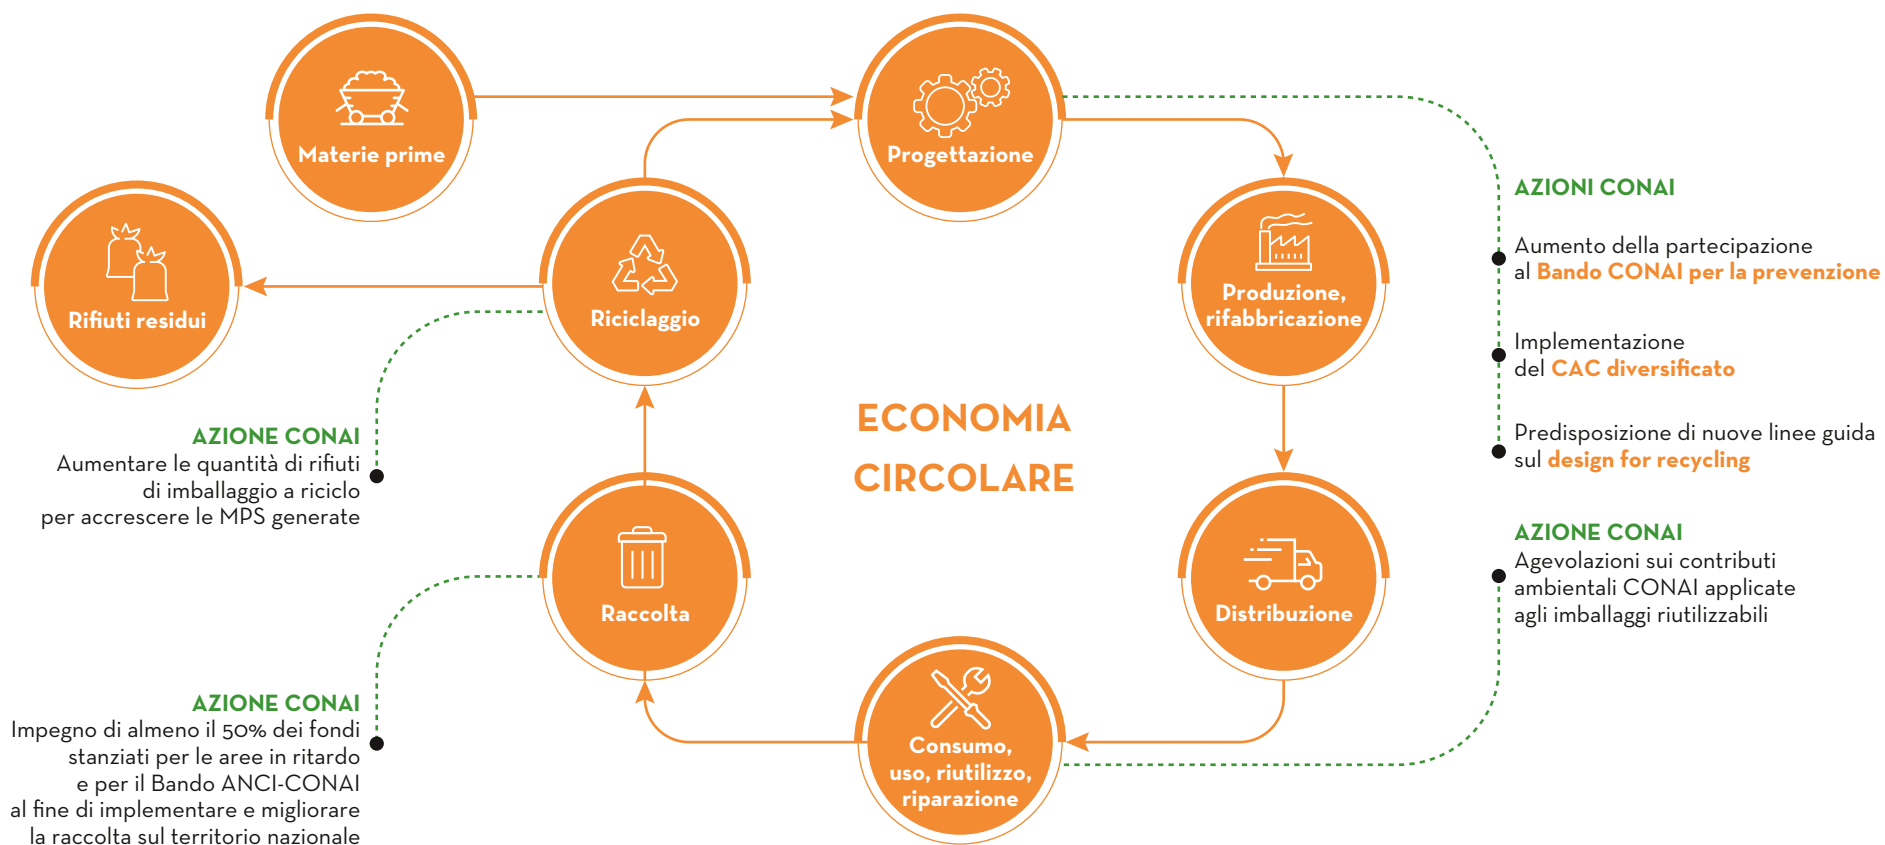 Materie prime
Progettazione
AZIONI CONAI
Aumento della partecipazione
al Bando CONAI per la prevenzione
Implementazione
del CAC diversificato
Predisposizione di nuove linee guida
sul design for recycling
Rifiuti residui
Riciclaggio
Produzione,
rifabbricazione
ECONOMIA
CIRCOLARE
AZIONE CONAI
Aumentare le quantità di rifiuti
di imballaggio a riciclo
per accrescere le MPS generate
AZIONE CONAI
Agevolazioni sui contributi
ambientali CONAI applicate
agli imballaggi riutilizzabili
Raccolta
Distribuzione
AZIONE CONAI
Impegno di almeno il 50% dei fondi
stanziati per le aree in ritardo
e per il Bando ANCI-CONAI
al fine di implementare e migliorare
la raccolta sul territorio nazionale
Consumo,
uso, riutilizzo,
riparazione